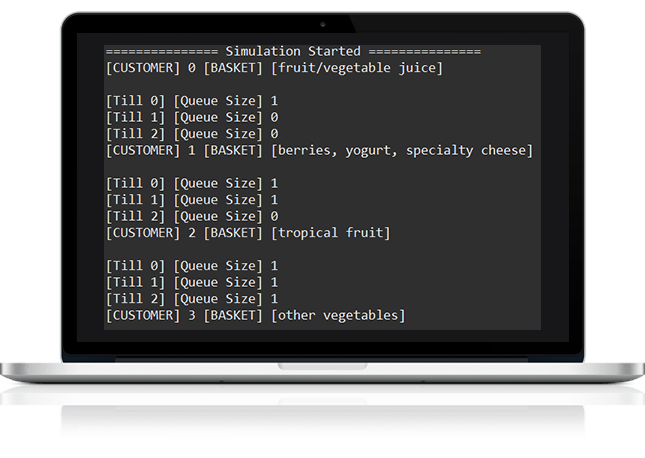 =============== Simulation Started ===============
[CUSTOMER] 0 [BASKET] [fruit/vegetable juice]
[Till 0] [Queue Size] 1
[Till 1] [Queue Size] 0
[Till 2] [Queue Size] 0
[CUSTOMER] 1 [BASKET] [berries, yogurt, specialty cheese]
[Till 0] [Queue Size] 1
[Till 1] [Queue Size] 1
[Till 2] [Queue Size] 0
[CUSTOMER] 2 [BASKET] [tropical fruit]
[Till 0] [Queue Size] 1
[Till 1] [Queue Size] 1
[Till 2] [Queue Size] 1
[CUSTOMER] 3 [BASKET] [other vegetables]